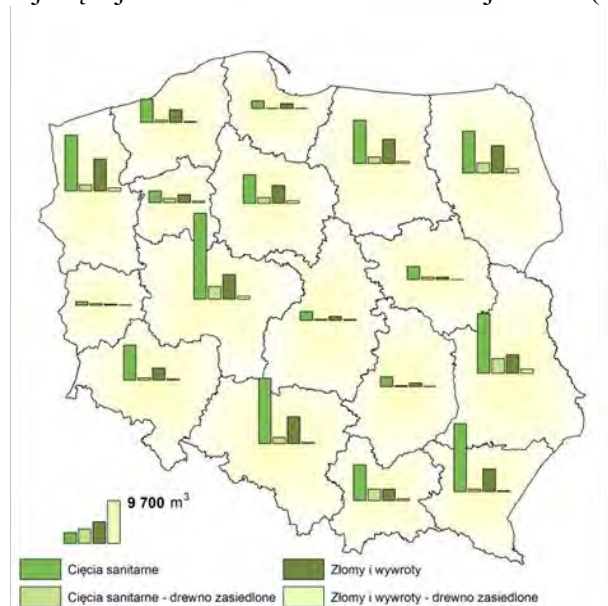 9 700 m³
Cięcia sanitarne
Złomy i wywroty
Cięcia sanitarne - drewno zasiedlone
Złomy i wywroty - drewno zasiedlone